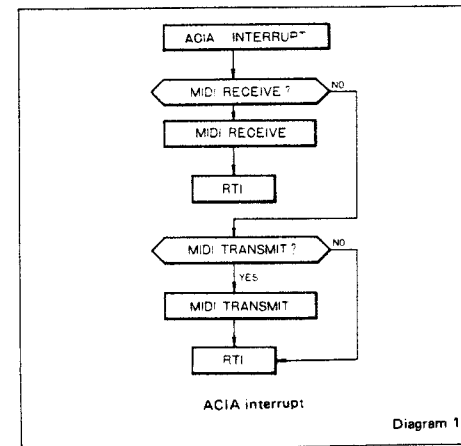 ACIA INTERRUPT
MIDI RECEIVE?
NO
MIDI RECEIVE
RTI
MIDI TRANSMIT?
NO
YES
MIDI TRANSMIT
RTI
ACIA interrupt
Diagram 1